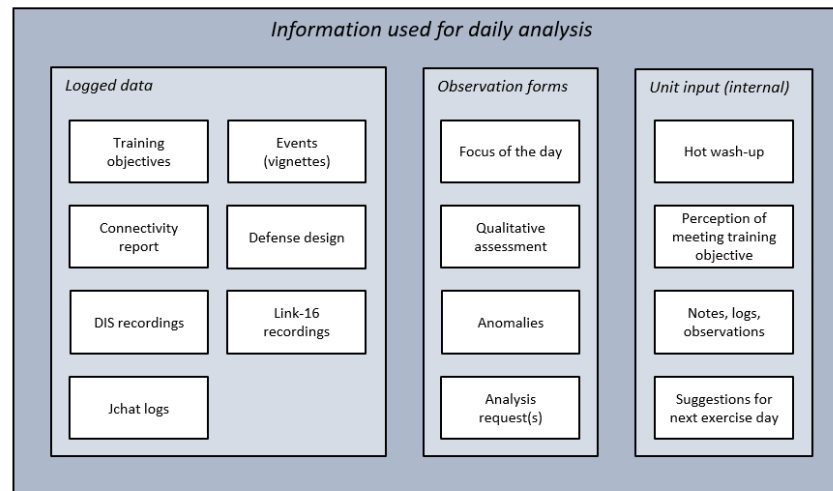 Information used for daily analysis
Logged data
Training
objectives
Events
(vignettes)
Connectivity
report
Defense design
DIS recordings
Link-16
recordings
Jchat logs
Observation forms
Focus of the day
Qualitative
assessment
Anomalies
Analysis
request(s)
Unit input (internal)
Hot wash-up
Perception of
meeting training
objective
Notes, logs,
observations
Suggestions for
next exercise day